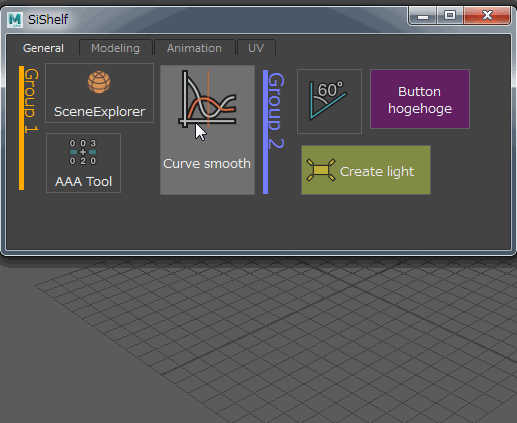 SiShelf
General
Modeling
Animation
UV
Group 1
SceneExplorer
0 0 3
0 2 0
AAA Tool
Curve smooth
Group 2
60°
Button
hogehoge
Create light